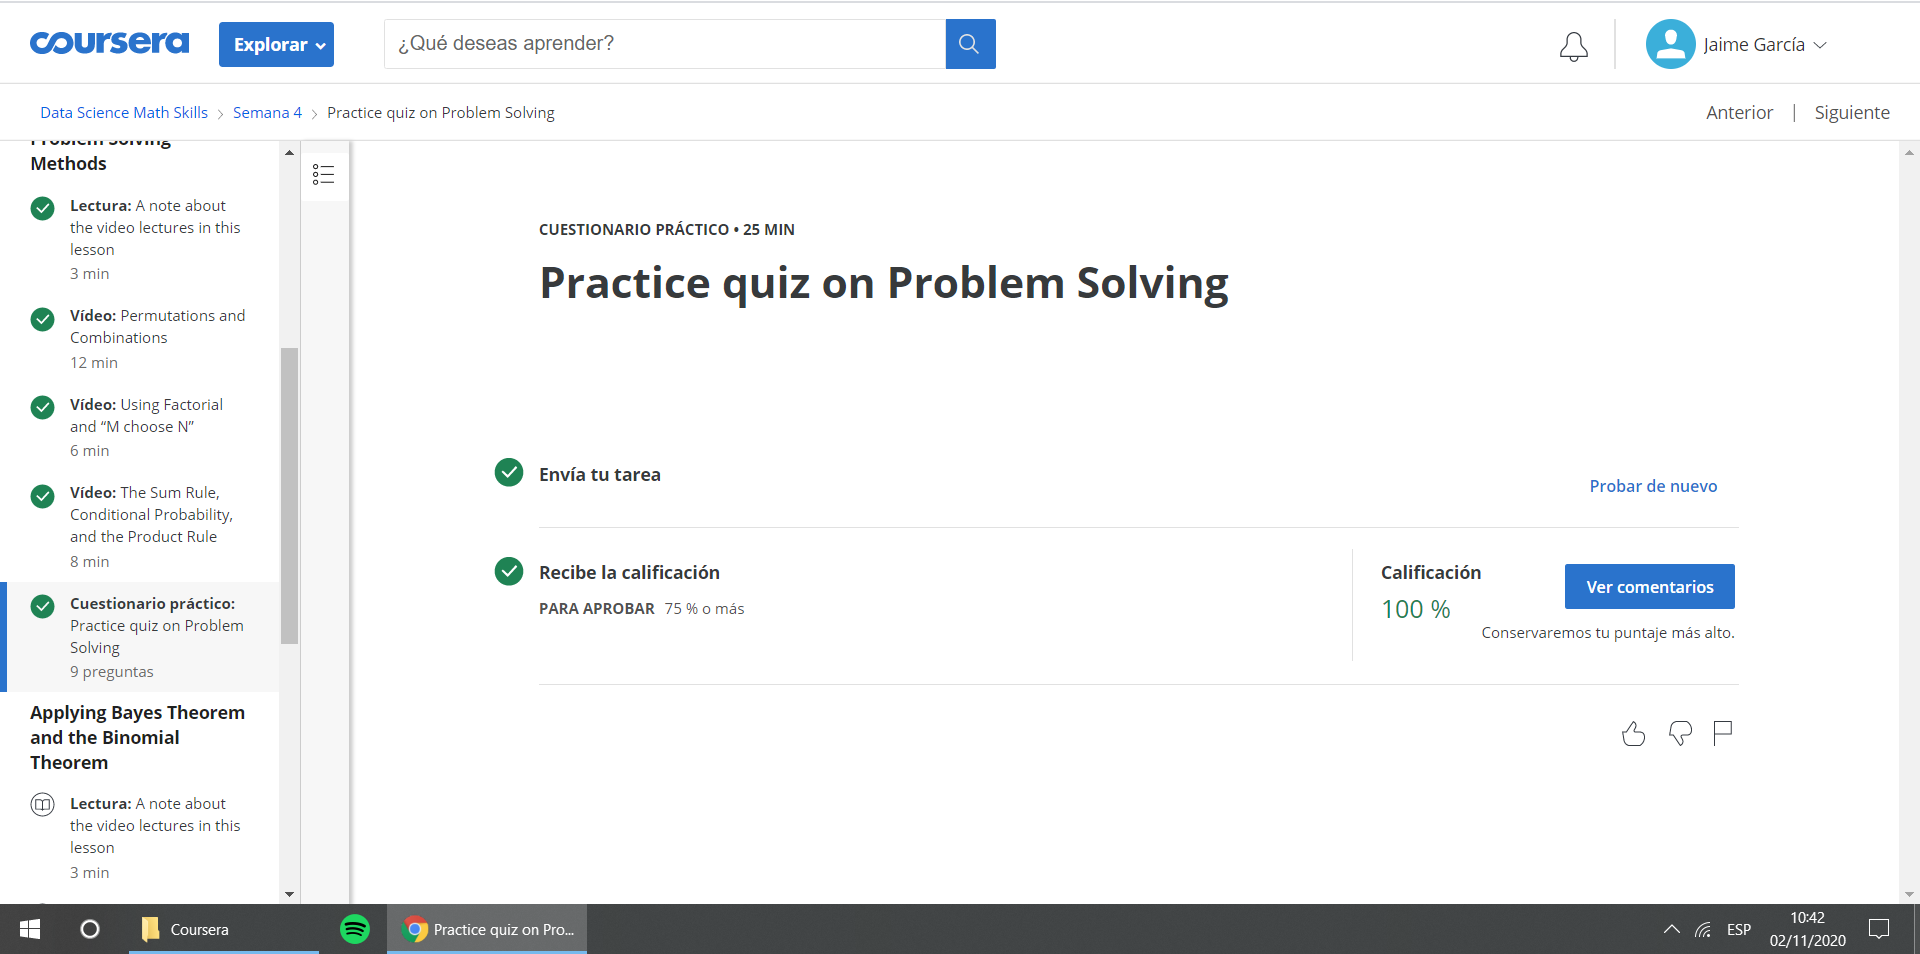 coursera
Explorar
¿Qué deseas aprender?
Jaime García
Data Science Math Skills
Semana 4
Practice quiz on Problem Solving
Anterior | Siguiente
Problem Solving
Methods
Lectura: A note about
the video lectures in this
lesson
3 min
Vídeo: Permutations and
Combinations
12 min
Vídeo: Using Factorial
and “M choose N”
6 min
Vídeo: The Sum Rule,
Conditional Probability,
and the Product Rule
8 min
Cuestionario práctico:
Practice quiz on Problem
Solving
9 preguntas
Applying Bayes Theorem
and the Binomial
Theorem
Lectura: A note about
the video lectures in this
lesson
3 min
CUESTIONARIO PRÁCTICO • 25 MIN
Practice quiz on Problem Solving
Envía tu tarea
Probar de nuevo
Recibe la calificación
PARA APROBAR 75 % o más
Calificación
100 %
Ver comentarios
Conservaremos tu puntaje más alto.
Coursera
Practice quiz on Pro...
ESP
10:42
02/11/2020